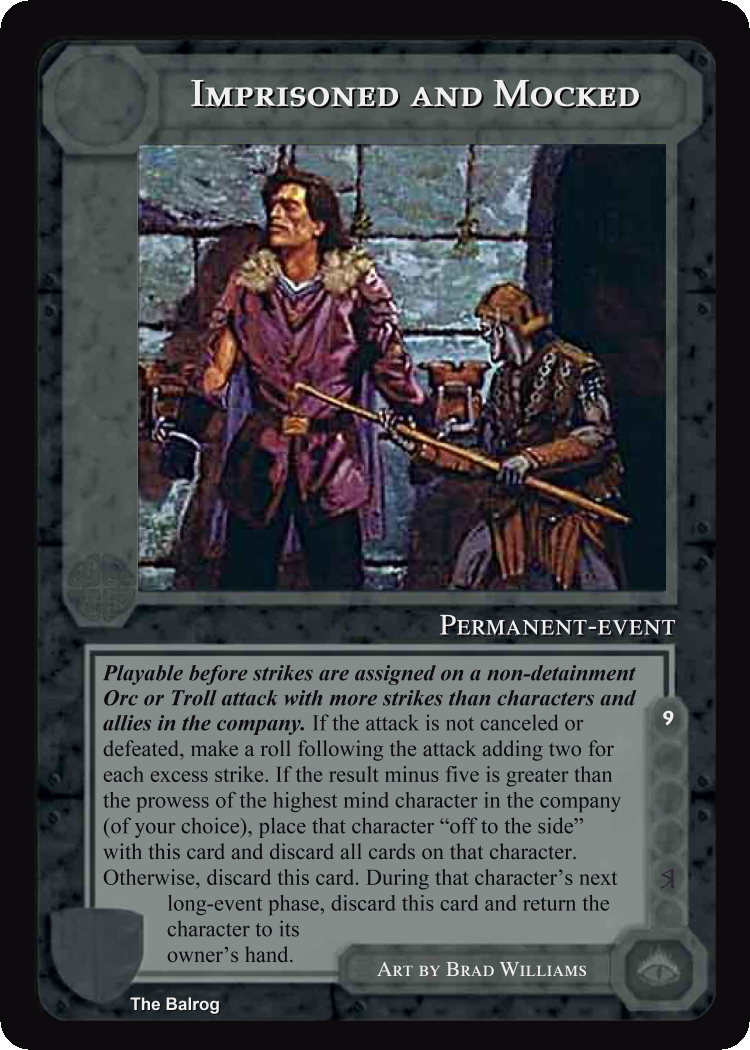 Imprisoned and Mocked
Permanent-event
Playable before strikes are assigned on a non-detainment
Orc or Troll attack with more strikes than characters and
allies in the company. If the attack is not canceled or
defeated, make a roll following the attack adding two for
each excess strike. If the result minus five is greater than
the prowess of the highest mind character in the company
(of your choice), place that character “off to the side”
with this card and discard all cards on that character.
Otherwise, discard this card. During that character’s next
long-event phase, discard this card and return the
character to its
owner’s hand.
9
Art by Brad Williams
The Balrog